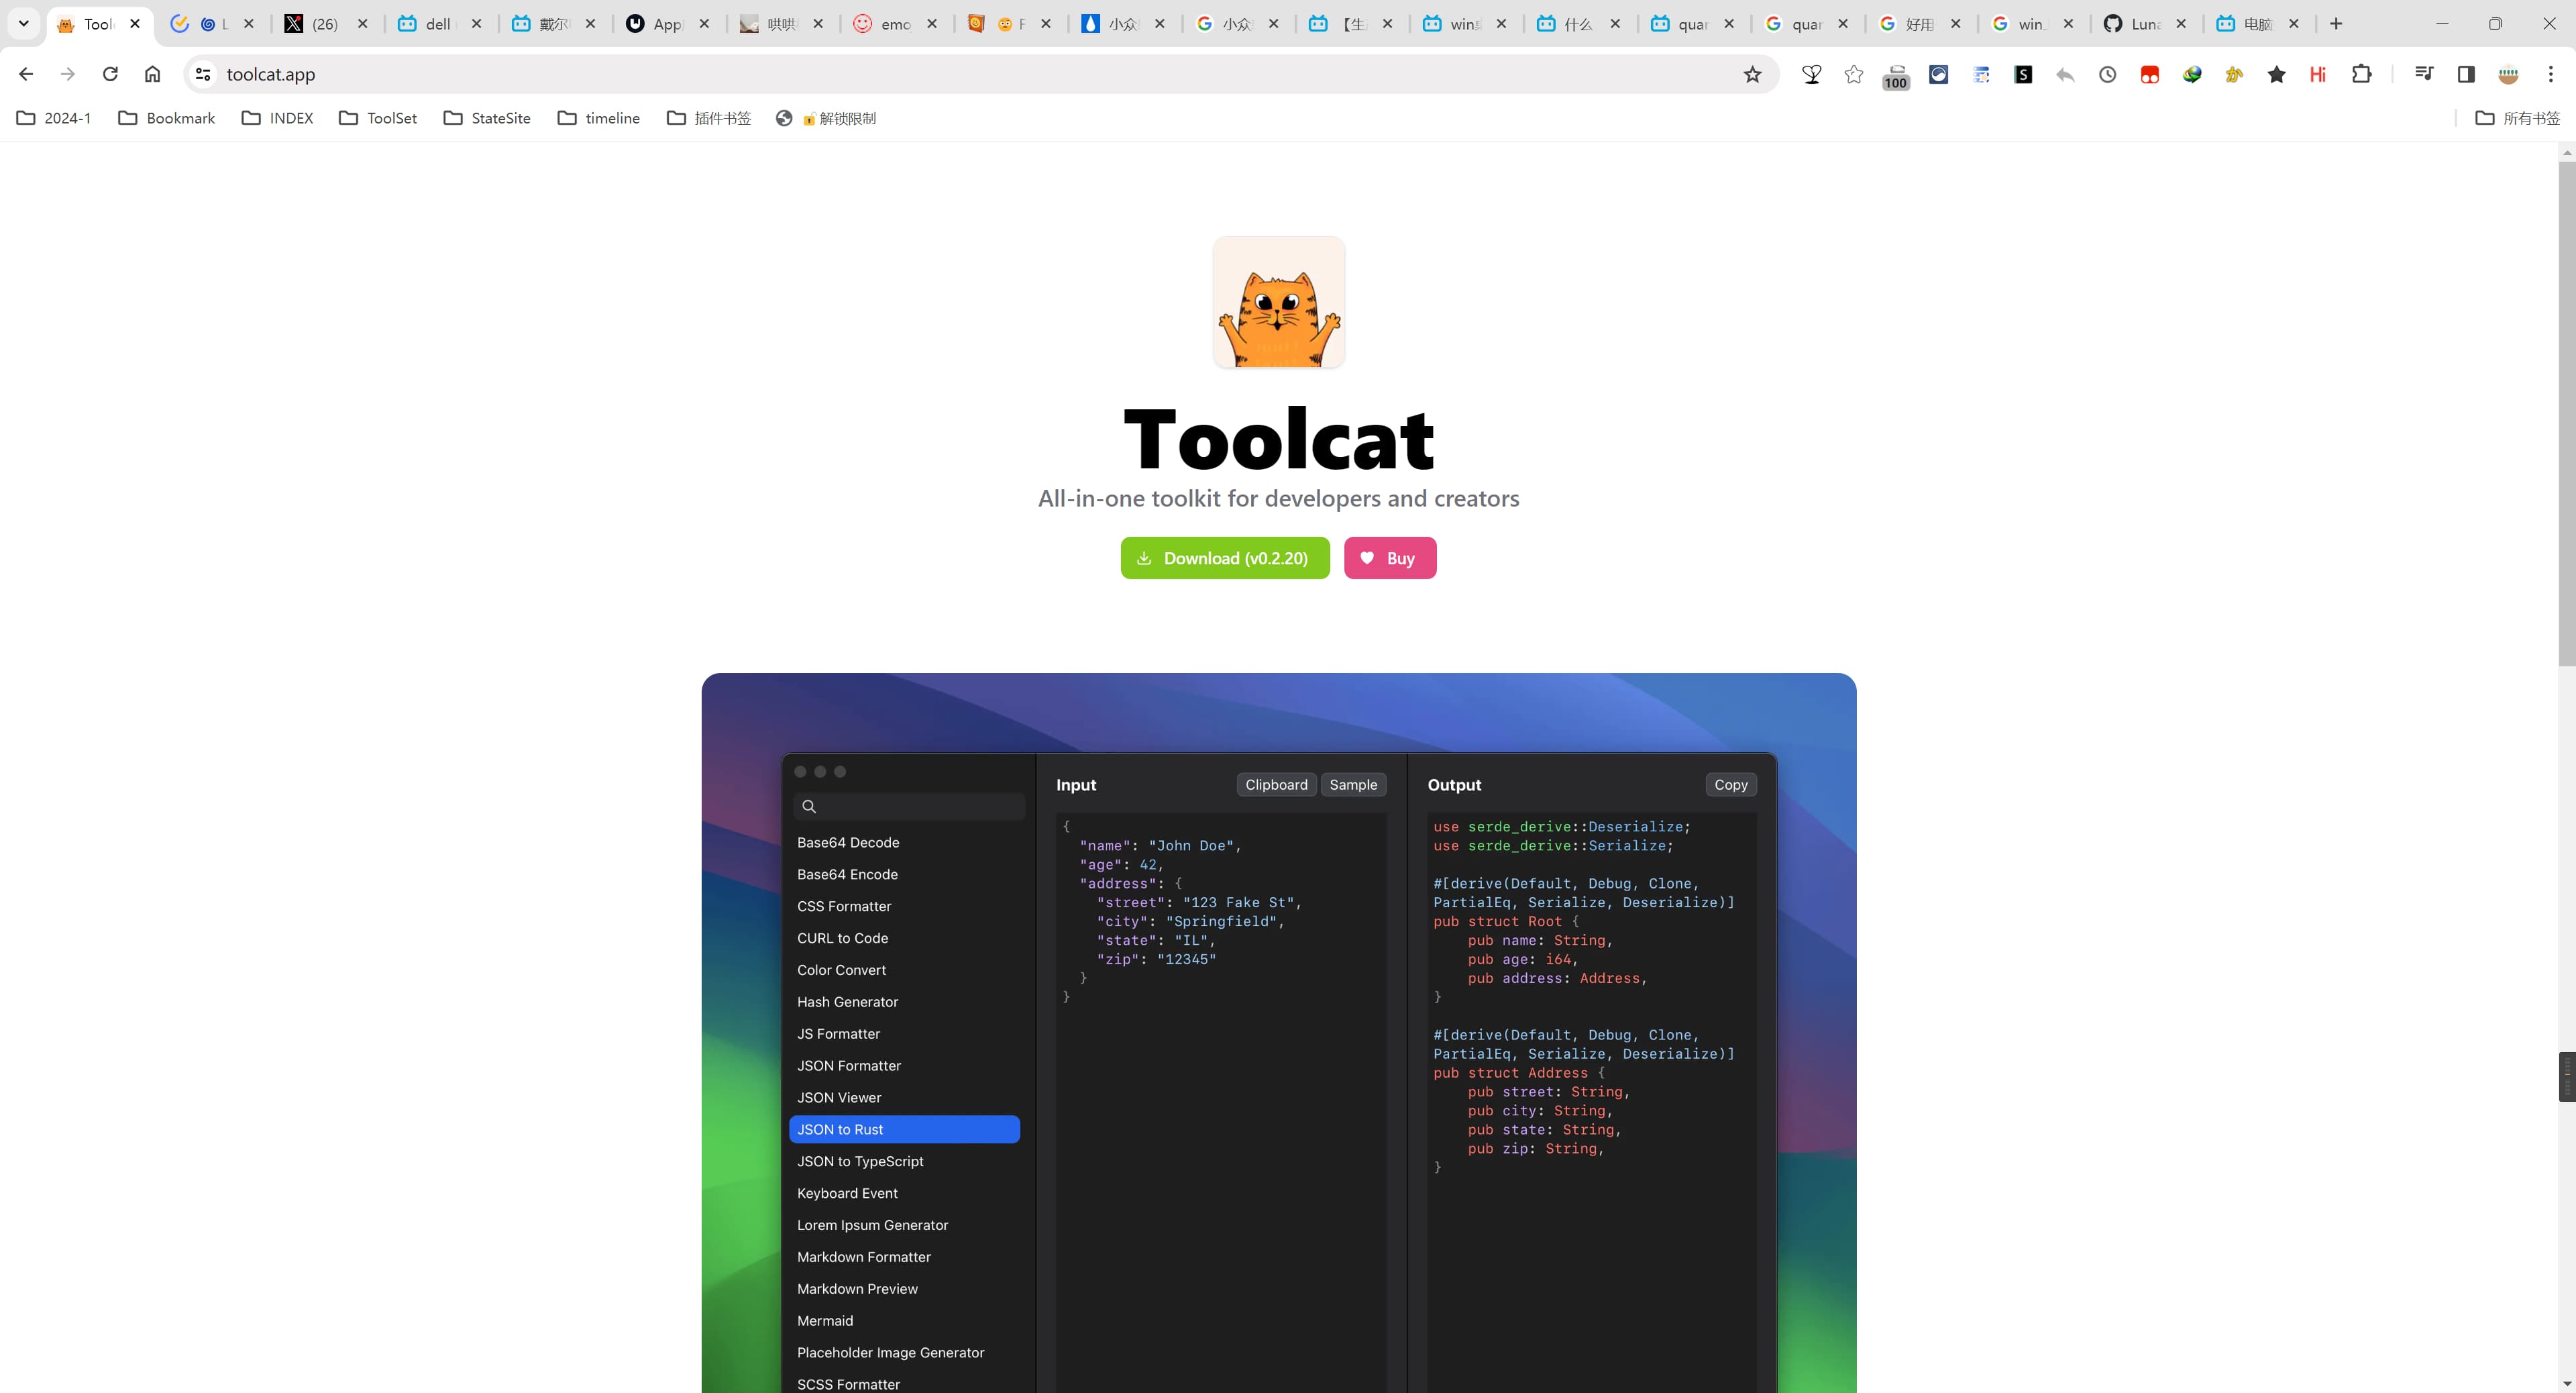 Tool
L
(26)
dell
戴尔
App
哄哄
emo
F
小众
小众
【生
win
什么
quar
quar
好用
win_
Luna
电脑
toolcat.app
100
S
か
Hi
2024-1
Bookmark
INDEX
ToolSet
StateSite
timeline
插件书签
解锁限制
所有书签
Toolcat
All-in-one toolkit for developers and creators
Download (v0.2.20)
Buy
Base64 Decode
Base64 Encode
CSS Formatter
CURL to Code
Color Convert
Hash Generator
JS Formatter
JSON Formatter
JSON Viewer
JSON to Rust
JSON to TypeScript
Keyboard Event
Lorem Ipsum Generator
Markdown Formatter
Markdown Preview
Mermaid
Placeholder Image Generator
SCSS Formatter
Input
Clipboard
Sample
{
"name": "John Doe",
"age": 42,
"address": {
"street": "123 Fake St",
"city": "Springfield",
"state": "IL",
"zip": "12345"
}
}
Output
Copy
use serde_derive::Deserialize;
use serde_derive::Serialize;
#[derive(Default, Debug, Clone,
PartialEq, Serialize, Deserialize)]
pub struct Root {
pub name: String,
pub age: i64,
pub address: Address,
}
#[derive(Default, Debug, Clone,
PartialEq, Serialize, Deserialize)]
pub struct Address {
pub street: String,
pub city: String,
pub state: String,
pub zip: String,
}